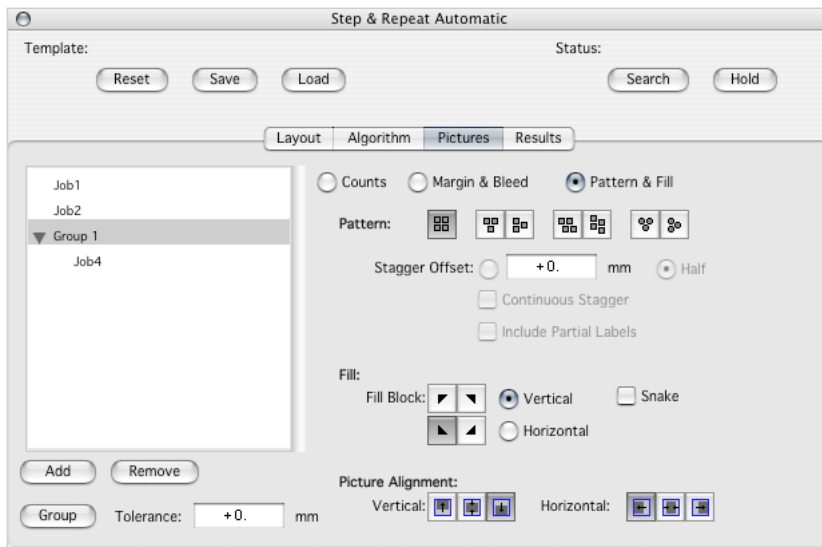 Step & Repeat Automatic
Template: Status:
Reset Save Load Search Hold
Layout Algorithm Pictures Results
Job1
Job2
Group 1
Job4
Counts Margin & Bleed Pattern & Fill
Pattern:
Stagger Offset: +0. mm Half
Continuous Stagger
Include Partial Labels
Fill:
Fill Block: Vertical Snake
Horizontal
Add Remove
Picture Alignment:
Vertical: Horizontal:
Group Tolerance: +0. mm